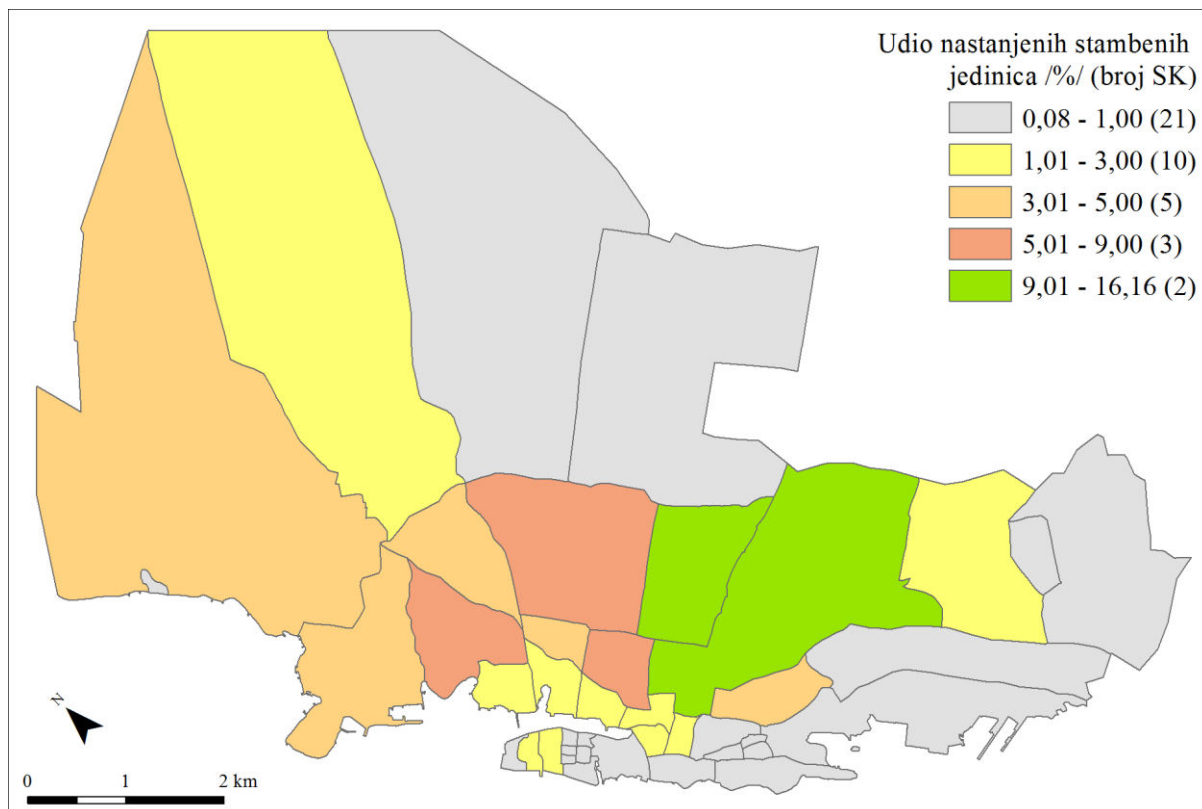 Udio nastanjenih stambenih
jedinica /%/ (broj SK)
0,08 - 1,00 (21)
1,01 - 3,00 (10)
3,01 - 5,00 (5)
5,01 - 9,00 (3)
9,01 - 16,16 (2)
N
0 1 2 km